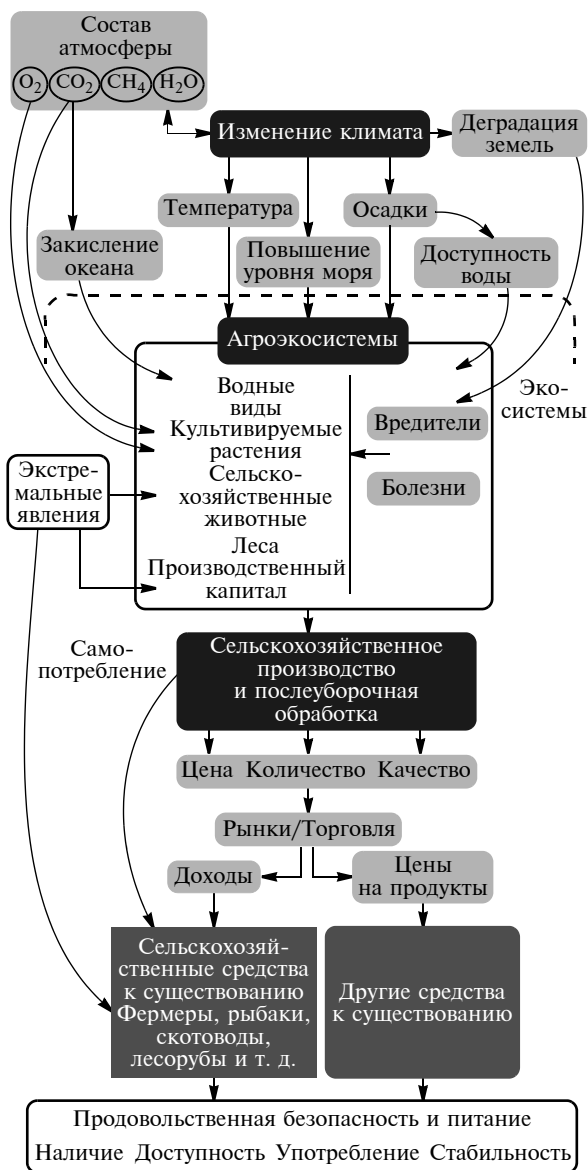 Состав
атмосферы
O₂ CO₂ CH₄ H₂O
Изменение климата
Деградация
земель
Температура
Осадки
Закисление
океана
Повышение
уровня моря
Доступность
воды
Агроэкосистемы
Эко-
системы
Водные
виды
Культивируемые
растения
Сельско-
хозяйственные
животные
Леса
Производственный
капитал
Вредители
Болезни
Экстре-
мальные
явления
Само-
потребление
Сельскохозяйственное
производство
и послеуборочная
обработка
Цена Количество Качество
Рынки/Торговля
Доходы
Цены
на продукты
Сельскохозяй-
ственные средства
к существованию
Фермеры, рыбаки,
скотоводы,
лесорубы и т. д.
Другие средства
к существованию
Продовольственная безопасность и питание
Наличие Доступность Употребление Стабильность